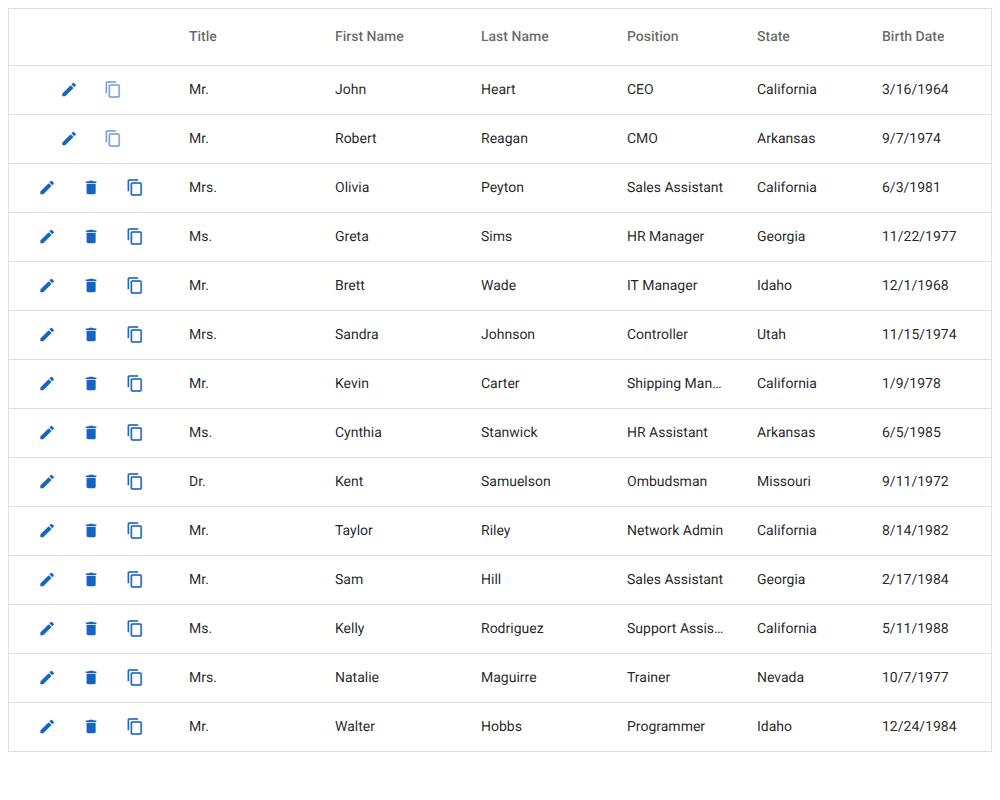 Title First Name Last Name Position State Birth Date
Mr. John Heart CEO California 3/16/1964
Mr. Robert Reagan CMO Arkansas 9/7/1974
Mrs. Olivia Peyton Sales Assistant California 6/3/1981
Ms. Greta Sims HR Manager Georgia 11/22/1977
Mr. Brett Wade IT Manager Idaho 12/1/1968
Mrs. Sandra Johnson Controller Utah 11/15/1974
Mr. Kevin Carter Shipping Man... California 1/9/1978
Ms. Cynthia Stanwick HR Assistant Arkansas 6/5/1985
Dr. Kent Samuelson Ombudsman Missouri 9/11/1972
Mr. Taylor Riley Network Admin California 8/14/1982
Mr. Sam Hill Sales Assistant Georgia 2/17/1984
Ms. Kelly Rodriguez Support Assis... California 5/11/1988
Mrs. Natalie Maguirre Trainer Nevada 10/7/1977
Mr. Walter Hobbs Programmer Idaho 12/24/1984